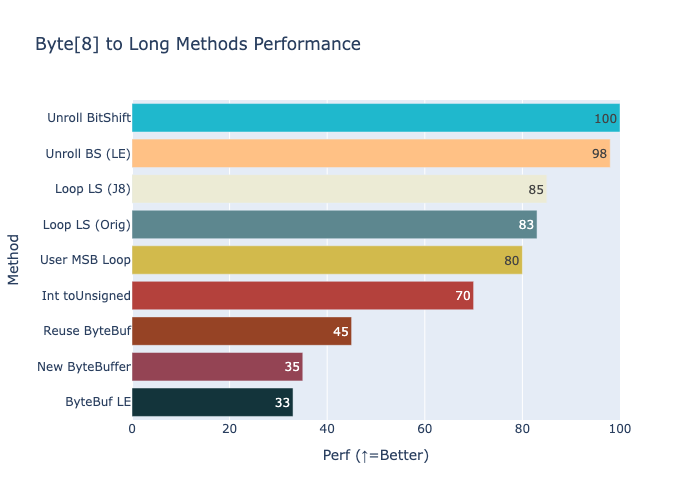 Byte[8] to Long Methods Performance
Method
Unroll BitShift 100
Unroll BS (LE) 98
Loop LS (J8) 85
Loop LS (Orig) 83
User MSB Loop 80
Int toUnsigned 70
Reuse ByteBuf 45
New ByteBuffer 35
ByteBuf LE 33
0 20 40 60 80 100
Perf (↑=Better)